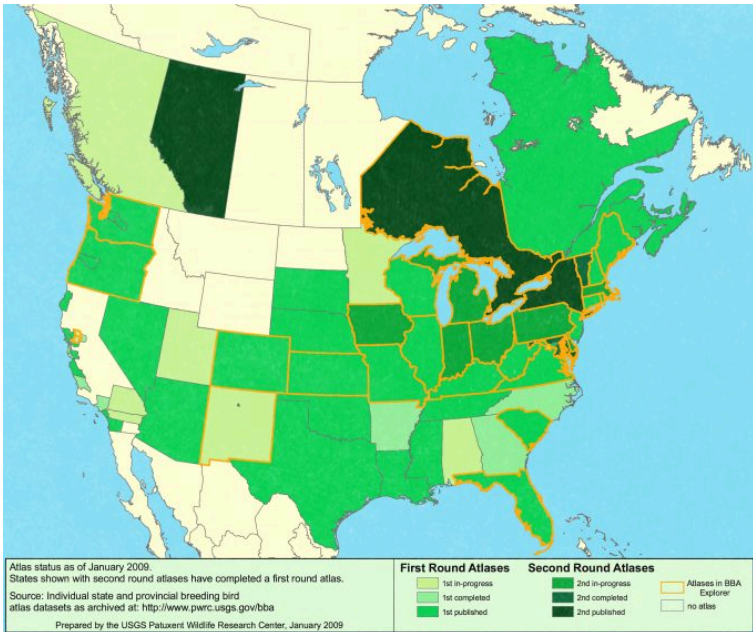 Atlas status as of January 2009.
States shown with second round atlases have completed a first round atlas.
Source: Individual state and provincial breeding bird
atlas datasets as archived at: http://www.pwrc.usgs.gov/bba
Prepared by the USGS Patuxent Wildlife Research Center, January 2009
First Round Atlases
1st in-progress
1st completed
1st published
Second Round Atlases
2nd in-progress
2nd completed
2nd published
Atlases in BBA
Explorer
no atlas